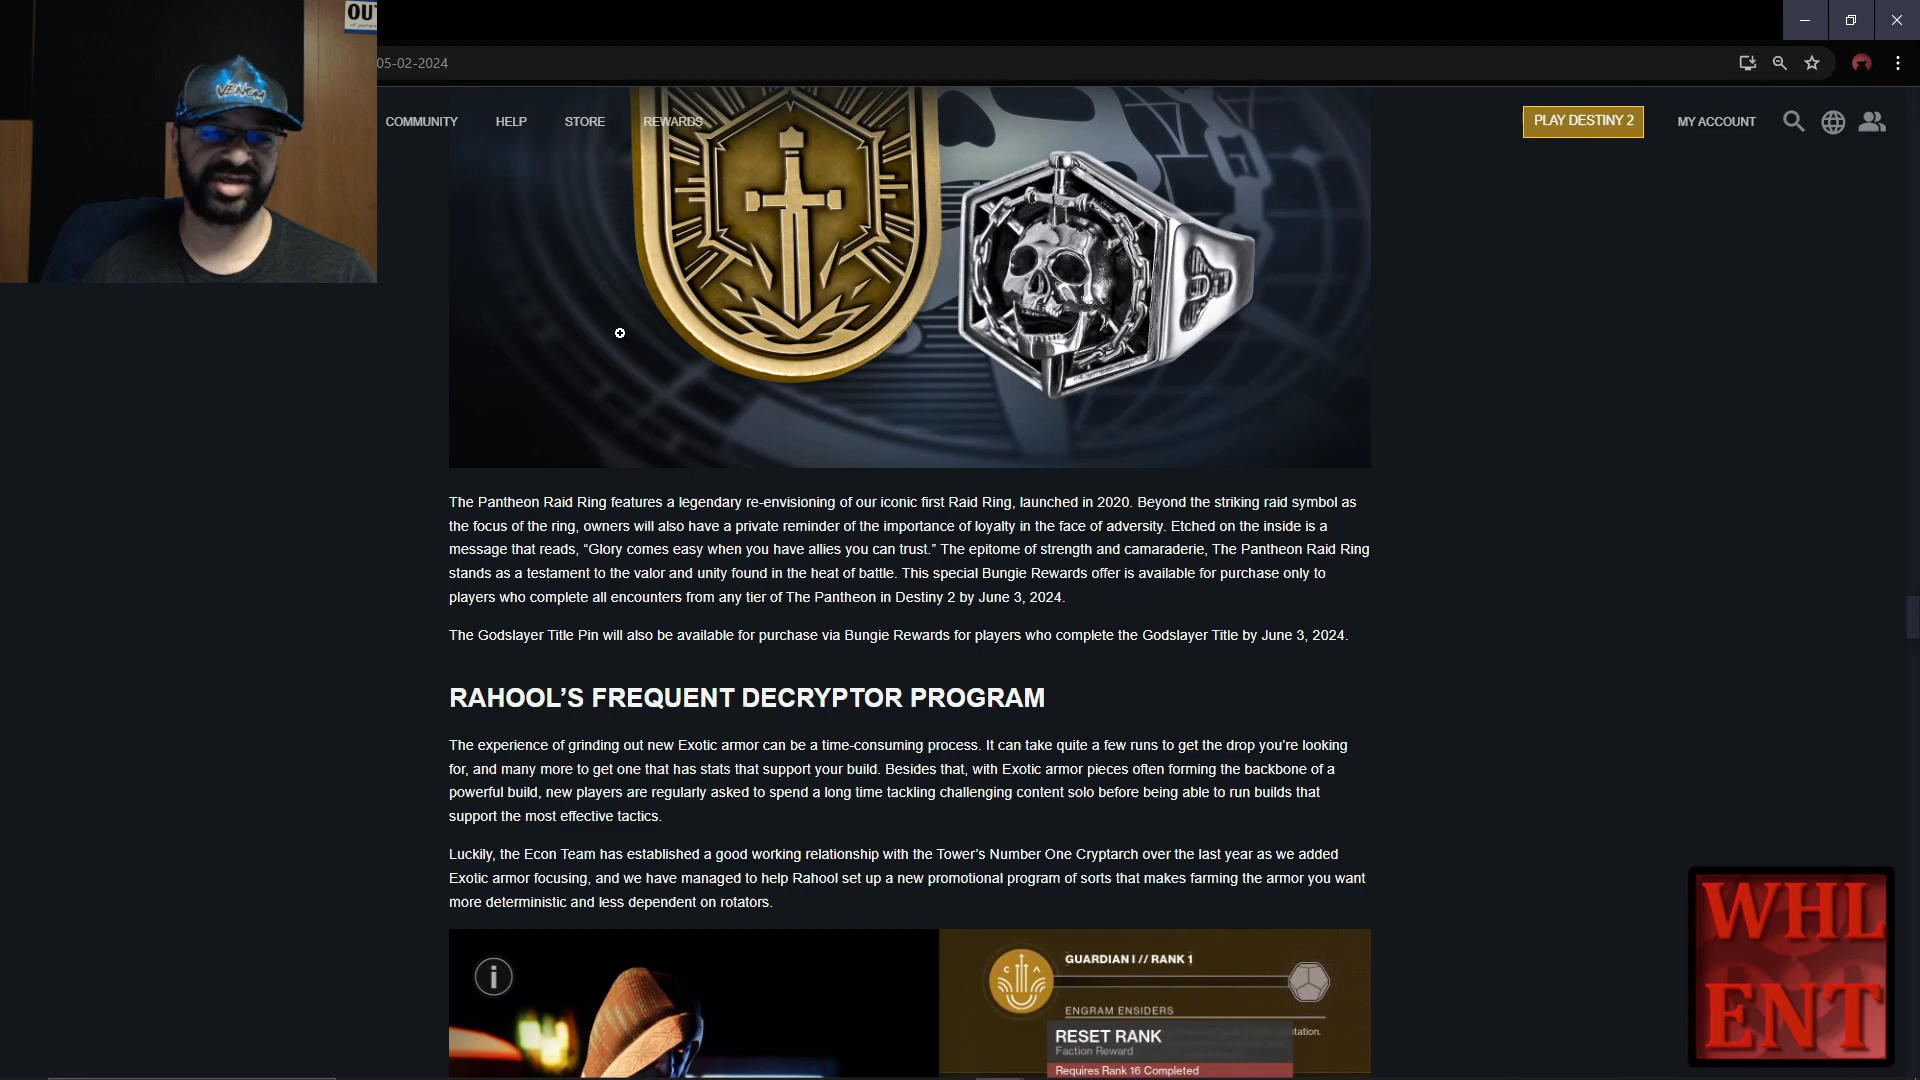 OUT
VENOM
05-02-2024
COMMUNITY
HELP
STORE
REWARDS
PLAY DESTINY 2
MY ACCOUNT
The Pantheon Raid Ring features a legendary re-envisioning of our iconic first Raid Ring, launched in 2020. Beyond the striking raid symbol as
the focus of the ring, owners will also have a private reminder of the importance of loyalty in the face of adversity. Etched on the inside is a
message that reads, “Glory comes easy when you have allies you can trust.” The epitome of strength and camaraderie, The Pantheon Raid Ring
stands as a testament to the valor and unity found in the heat of battle. This special Bungie Rewards offer is available for purchase only to
players who complete all encounters from any tier of The Pantheon in Destiny 2 by June 3, 2024.
The Godslayer Title Pin will also be available for purchase via Bungie Rewards for players who complete the Godslayer Title by June 3, 2024.
RAHOOL’S FREQUENT DECRYPTOR PROGRAM
The experience of grinding out new Exotic armor can be a time-consuming process. It can take quite a few runs to get the drop you’re looking
for, and many more to get one that has stats that support your build. Besides that, with Exotic armor pieces often forming the backbone of a
powerful build, new players are regularly asked to spend a long time tackling challenging content solo before being able to run builds that
support the most effective tactics.
Luckily, the Econ Team has established a good working relationship with the Tower’s Number One Cryptarch over the last year as we added
Exotic armor focusing, and we have managed to help Rahool set up a new promotional program of sorts that makes farming the armor you want
more deterministic and less dependent on rotators.
GUARDIAN I // RANK 1
ENGRAM ENSIDERS
RESET RANK
Faction Reward
Requires Rank 16 Completed
WHL
ENT